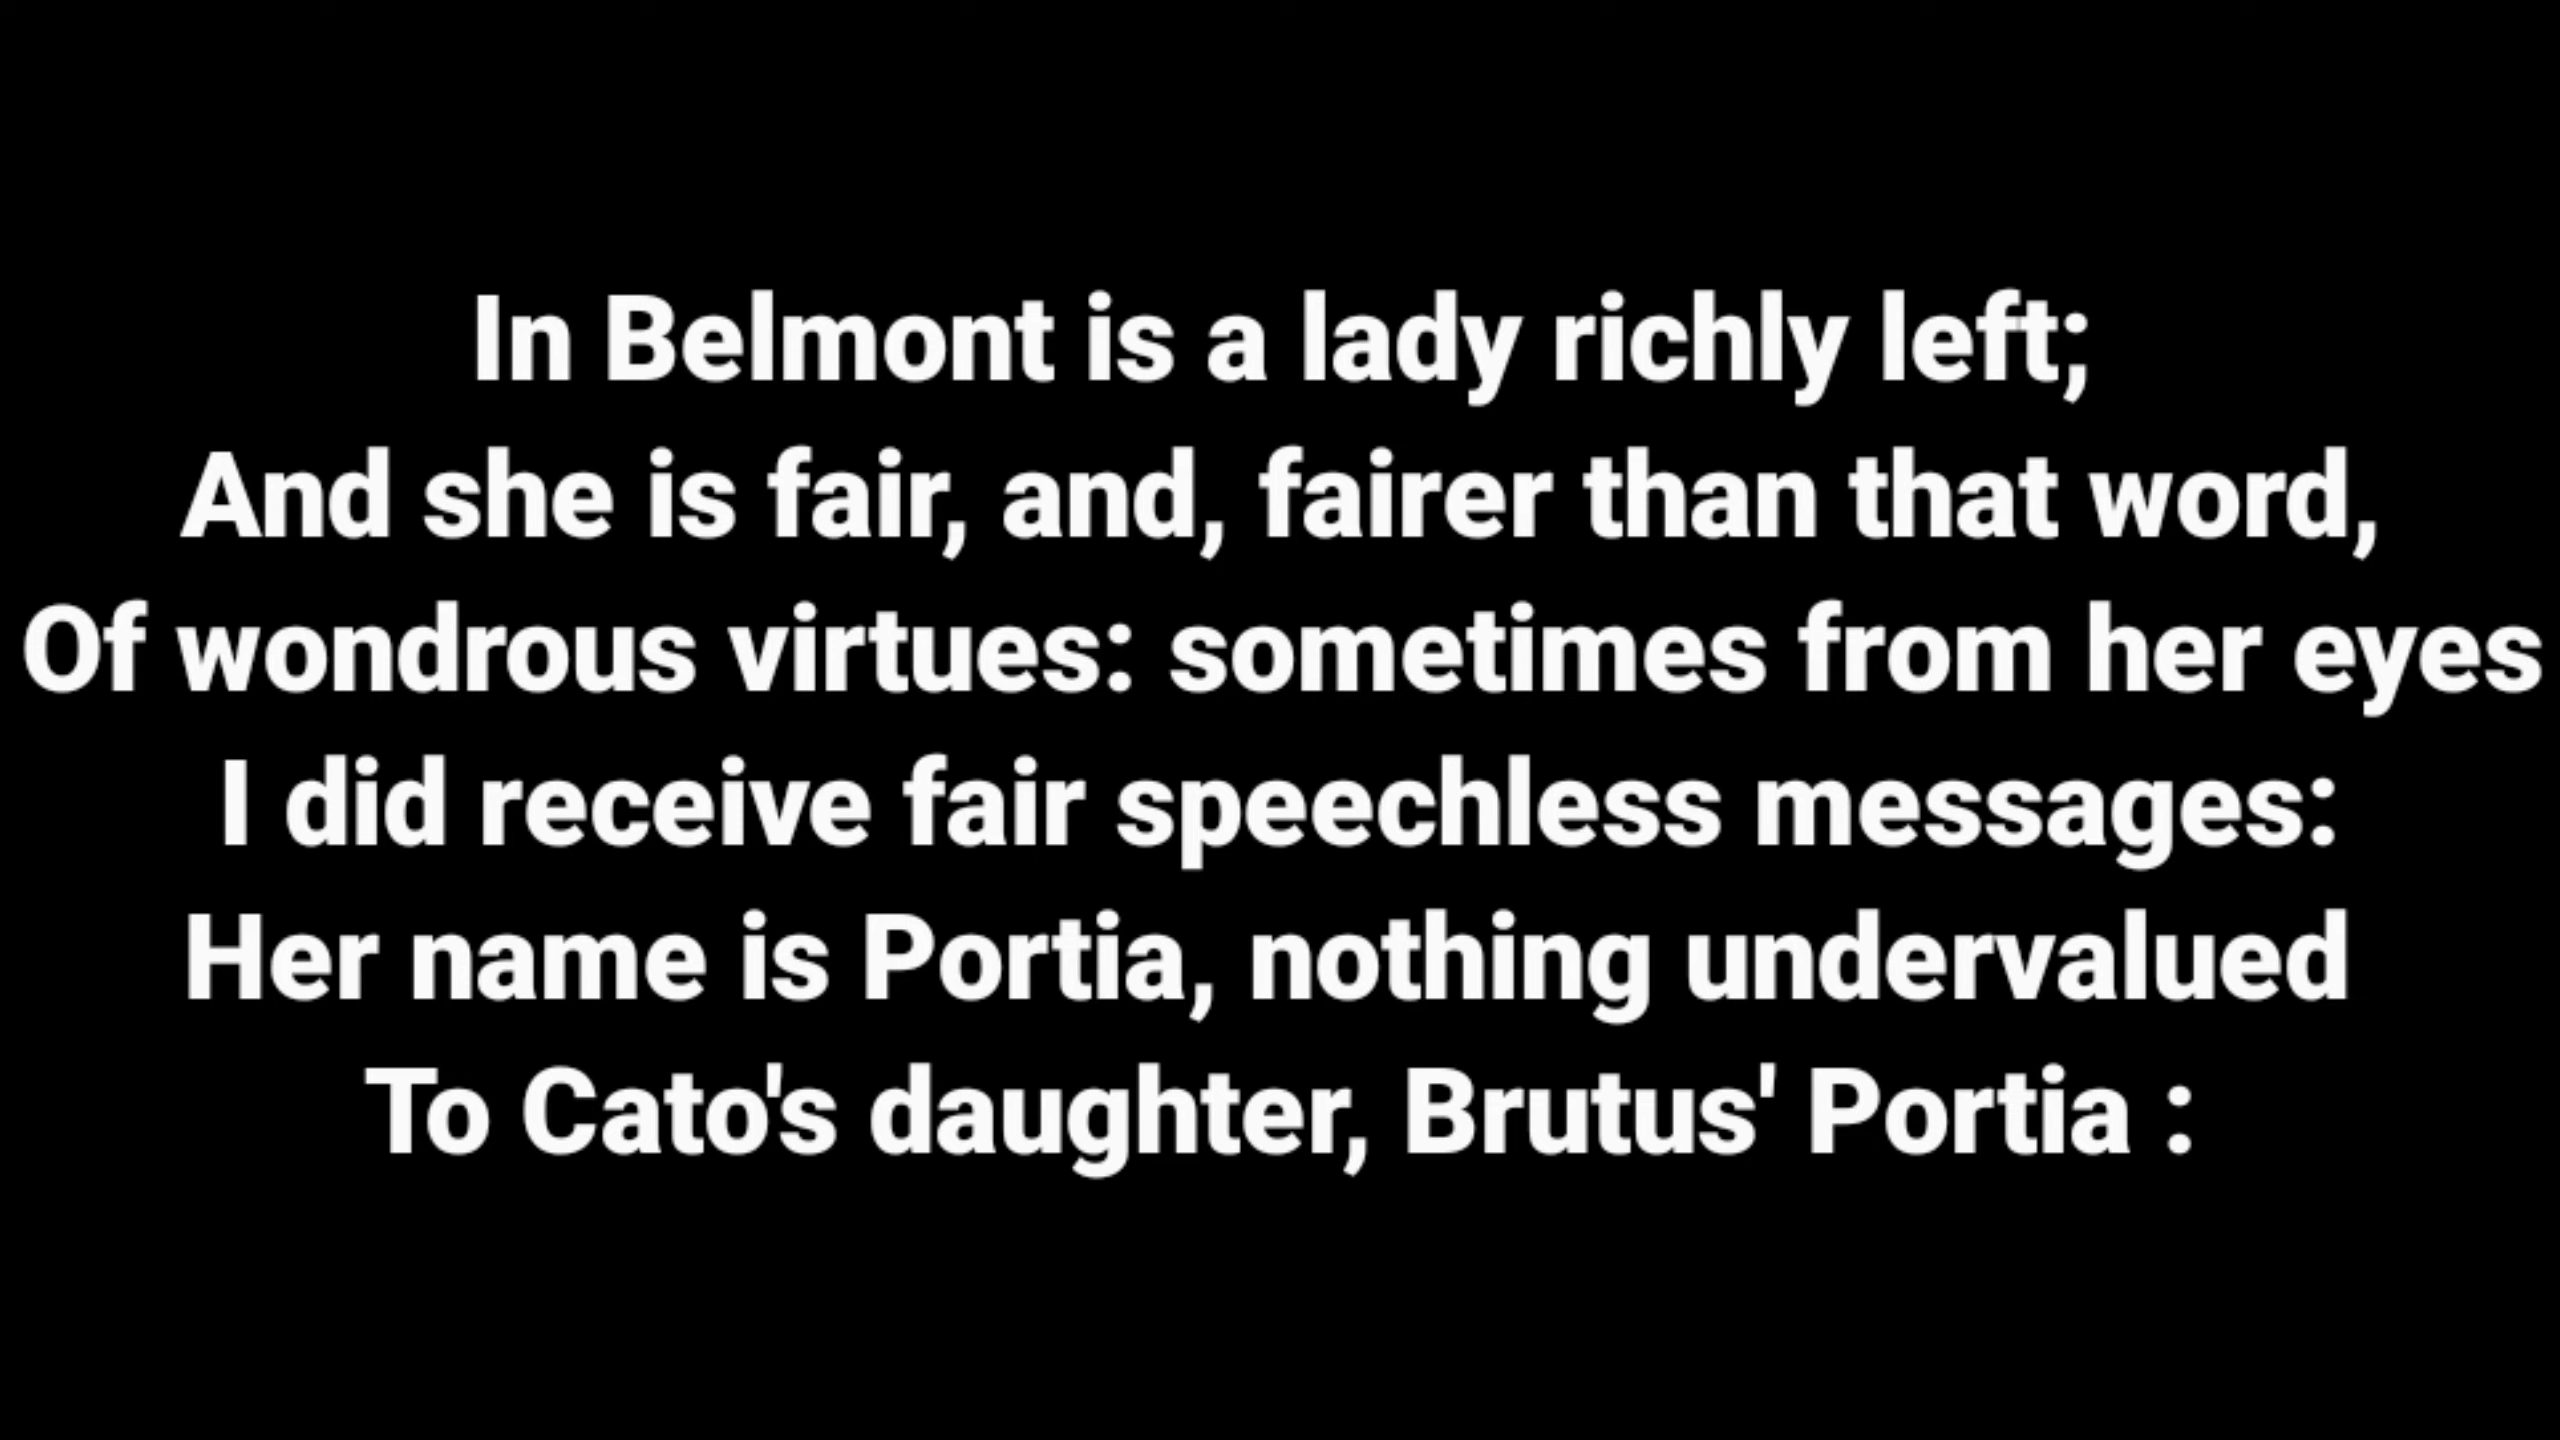 In Belmont is a lady richly left;
And she is fair, and, fairer than that word,
Of wondrous virtues: sometimes from her eyes
I did receive fair speechless messages:
Her name is Portia, nothing undervalued
To Cato's daughter, Brutus' Portia :